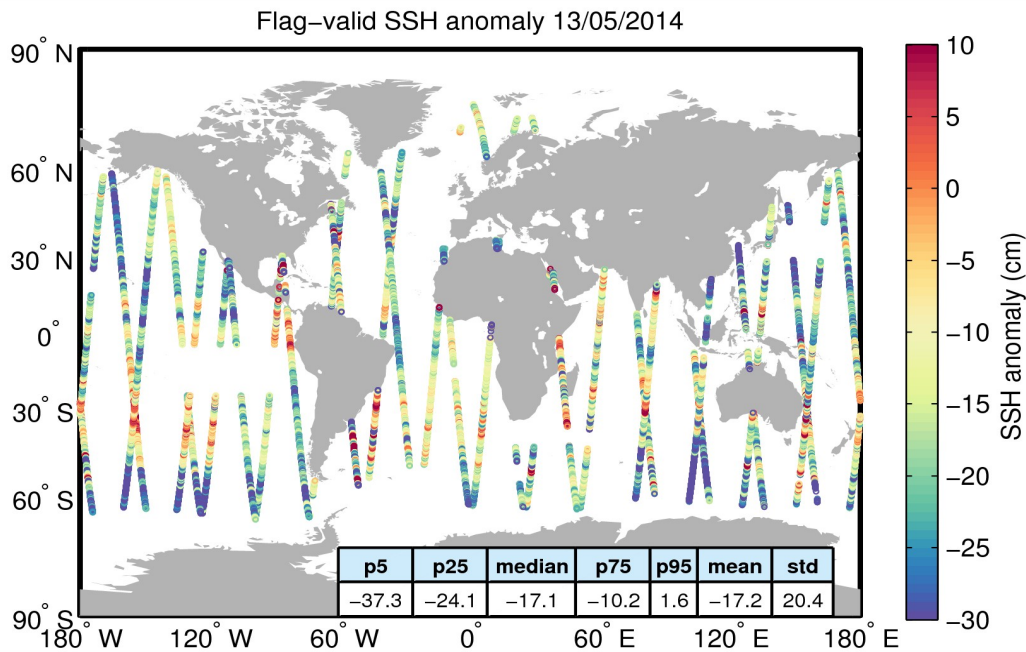 Flag−valid SSH anomaly 13/05/2014
90° N
60° N
30° N
0°
30° S
60° S
90° S
180° W
120° W
60° W
0°
60° E
120° E
180° E
p5 p25 median p75 p95 mean std
−37.3 −24.1 −17.1 −10.2 1.6 −17.2 20.4
10
5
0
−5
−10
−15
−20
−25
−30
SSH anomaly (cm)